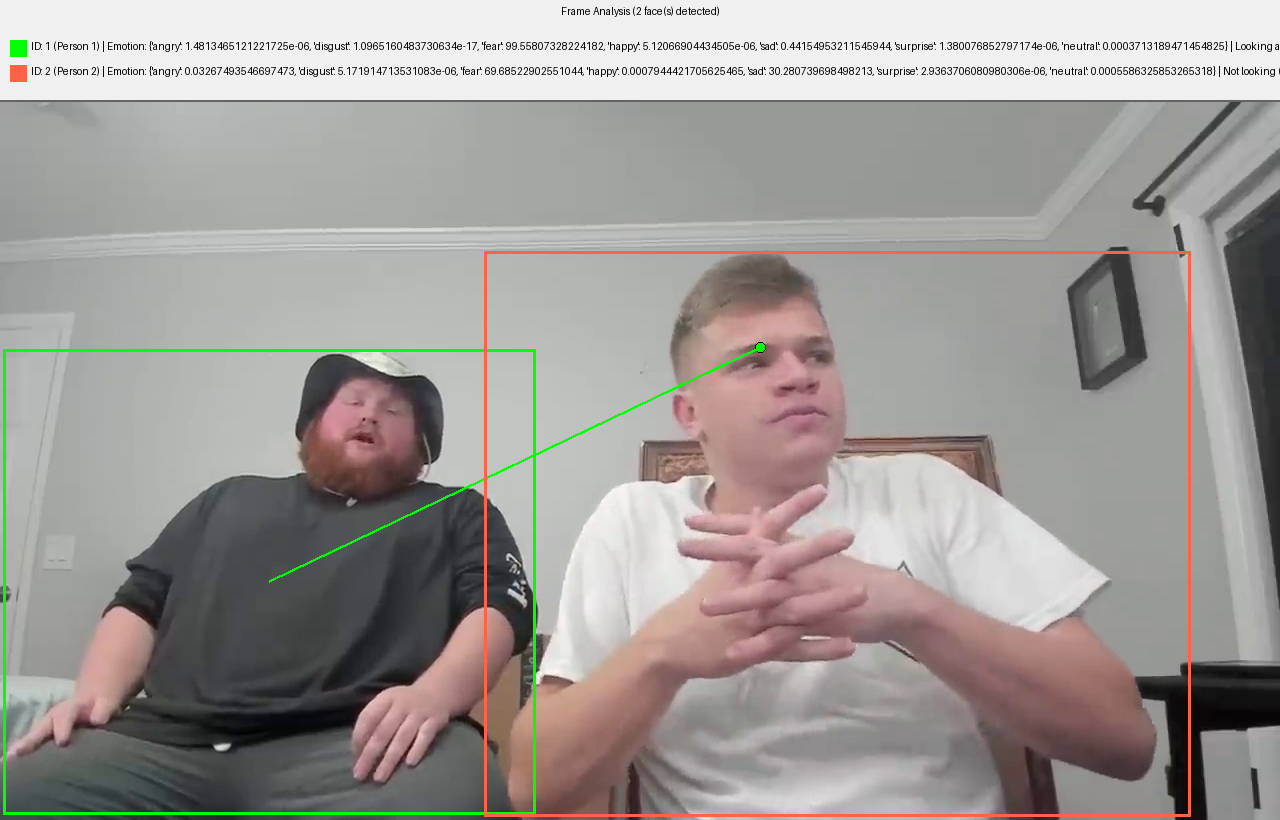 Frame Analysis (2 face(s) detected)
ID: 1 (Person 1) | Emotion: {'angry': 1.4813465121221725e-06, 'disgust': 1.0965160483730634e-17, 'fear': 99.55807328224182, 'happy': 5.12066904434505e-06, 'sad': 0.44154953211545944, 'surprise': 1.380076852797174e-06, 'neutral': 0.0003713189471454825} | Looking a
ID: 2 (Person 2) | Emotion: {'angry': 0.03267493546697473, 'disgust': 5.171914713531083e-06, 'fear': 69.68522902551044, 'happy': 0.0007944421705625465, 'sad': 30.280739698498213, 'surprise': 2.9363706080980306e-06, 'neutral': 0.0005586325853265318} | Not looking